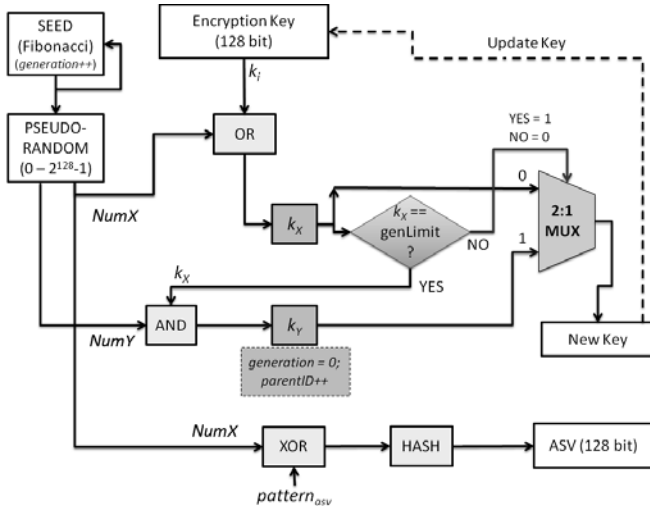 SEED
(Fibonacci)
(generation++)
Encryption Key
(128 bit)
Update Key
k_i
PSEUDO-
RANDOM
(0 – 2^128-1)
OR
YES = 1
NO = 0
NumX
0
k_X
k_X ==
genLimit
?
NO
2:1
MUX
1
k_X
YES
AND
k_Y
NumY
New Key
generation = 0;
parentID++
NumX
XOR
HASH
ASV (128 bit)
pattern_asv